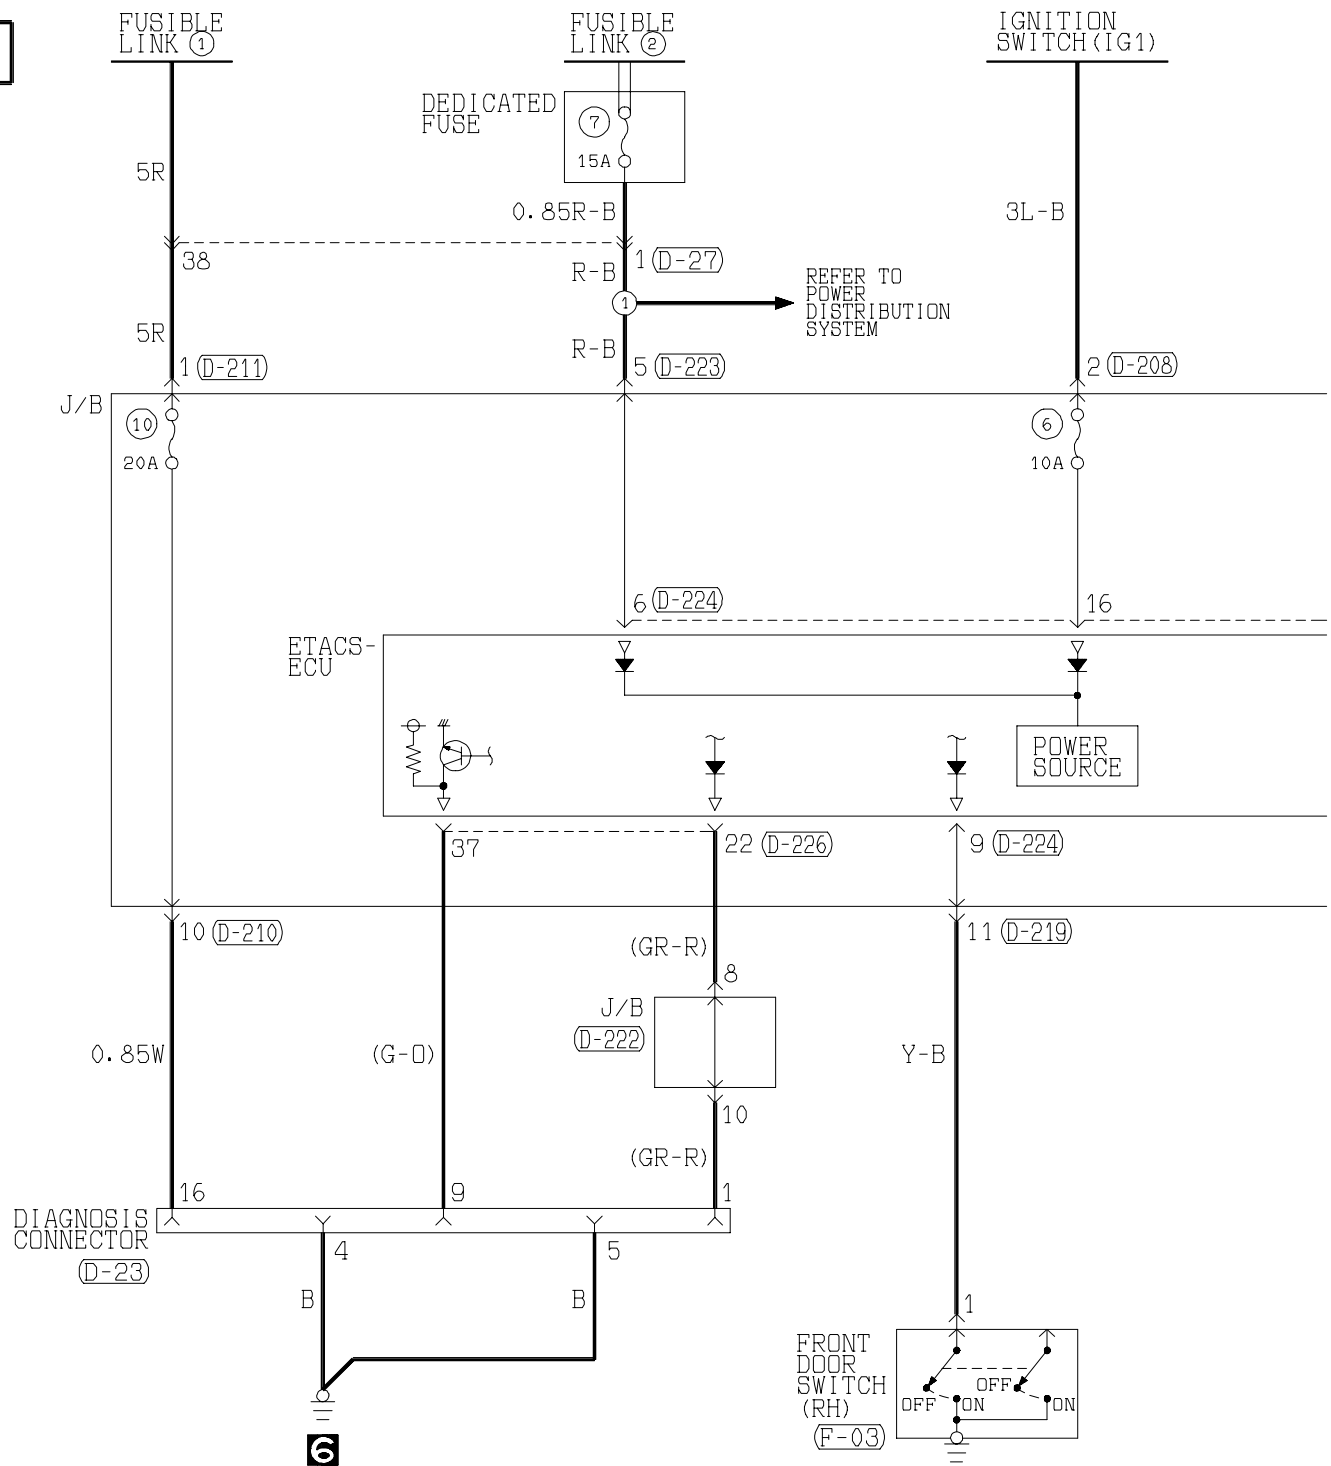 FUSIBLE
LINK ①
FUSIBLE
LINK ②
IGNITION
SWITCH(IG1)
DEDICATED
FUSE
7
15A
5R
0.85R-B
3L-B
38
1 (D-27)
R-B
REFER TO
POWER
DISTRIBUTION
SYSTEM
1
5R
R-B
1 (D-211)
5 (D-223)
2 (D-208)
J/B
10
20A
6
10A
6 (D-224)
16
ETACS-
ECU
POWER
SOURCE
37
22 (D-226)
9 (D-224)
10 (D-210)
11 (D-219)
(GR-R)
8
J/B
(D-222)
0.85W
(G-O)
Y-B
10
(GR-R)
16
9
1
DIAGNOSIS
CONNECTOR
(D-23)
4
5
B
B
6
1
FRONT
DOOR
SWITCH
(RH)
(F-03)
OFF
ON
OFF
ON